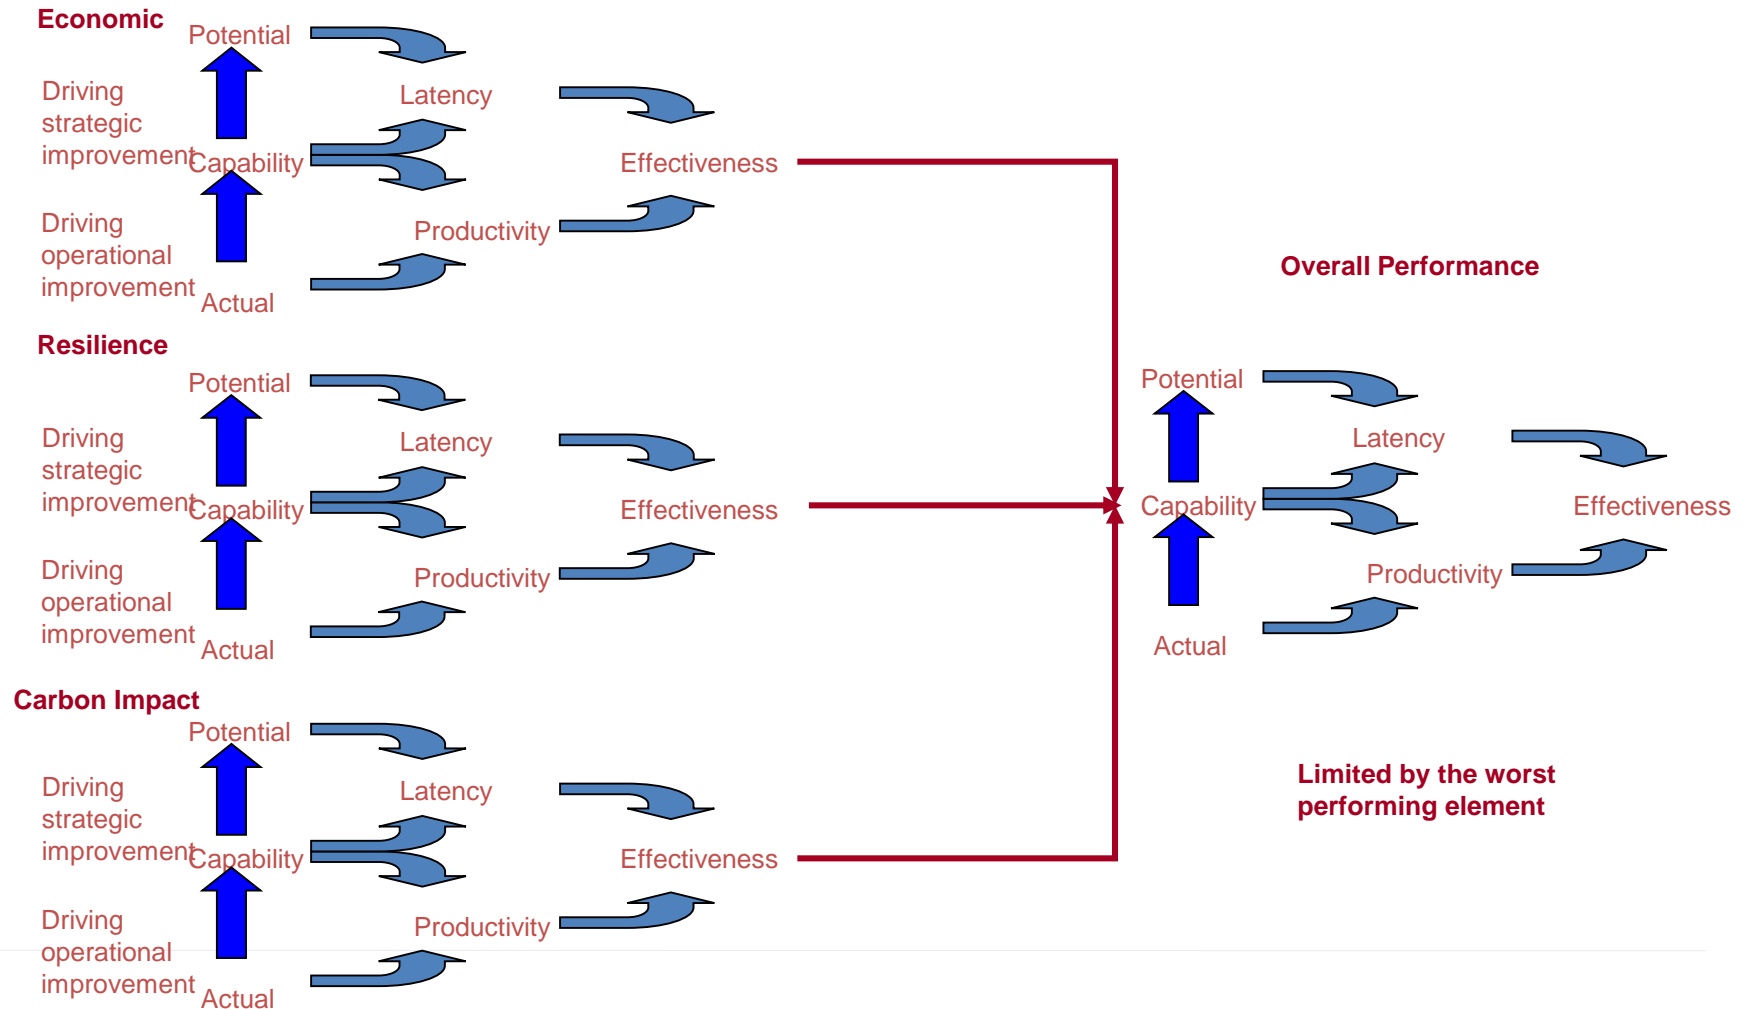 Economic
Potential
Driving
strategic
improvement
Latency
Capability
Effectiveness
Driving
operational
improvement
Productivity
Actual
Resilience
Potential
Driving
strategic
improvement
Latency
Capability
Effectiveness
Driving
operational
improvement
Productivity
Actual
Carbon Impact
Potential
Driving
strategic
improvement
Latency
Capability
Effectiveness
Driving
operational
improvement
Productivity
Actual
Overall Performance
Potential
Latency
Capability
Effectiveness
Productivity
Actual
Limited by the worst
performing element